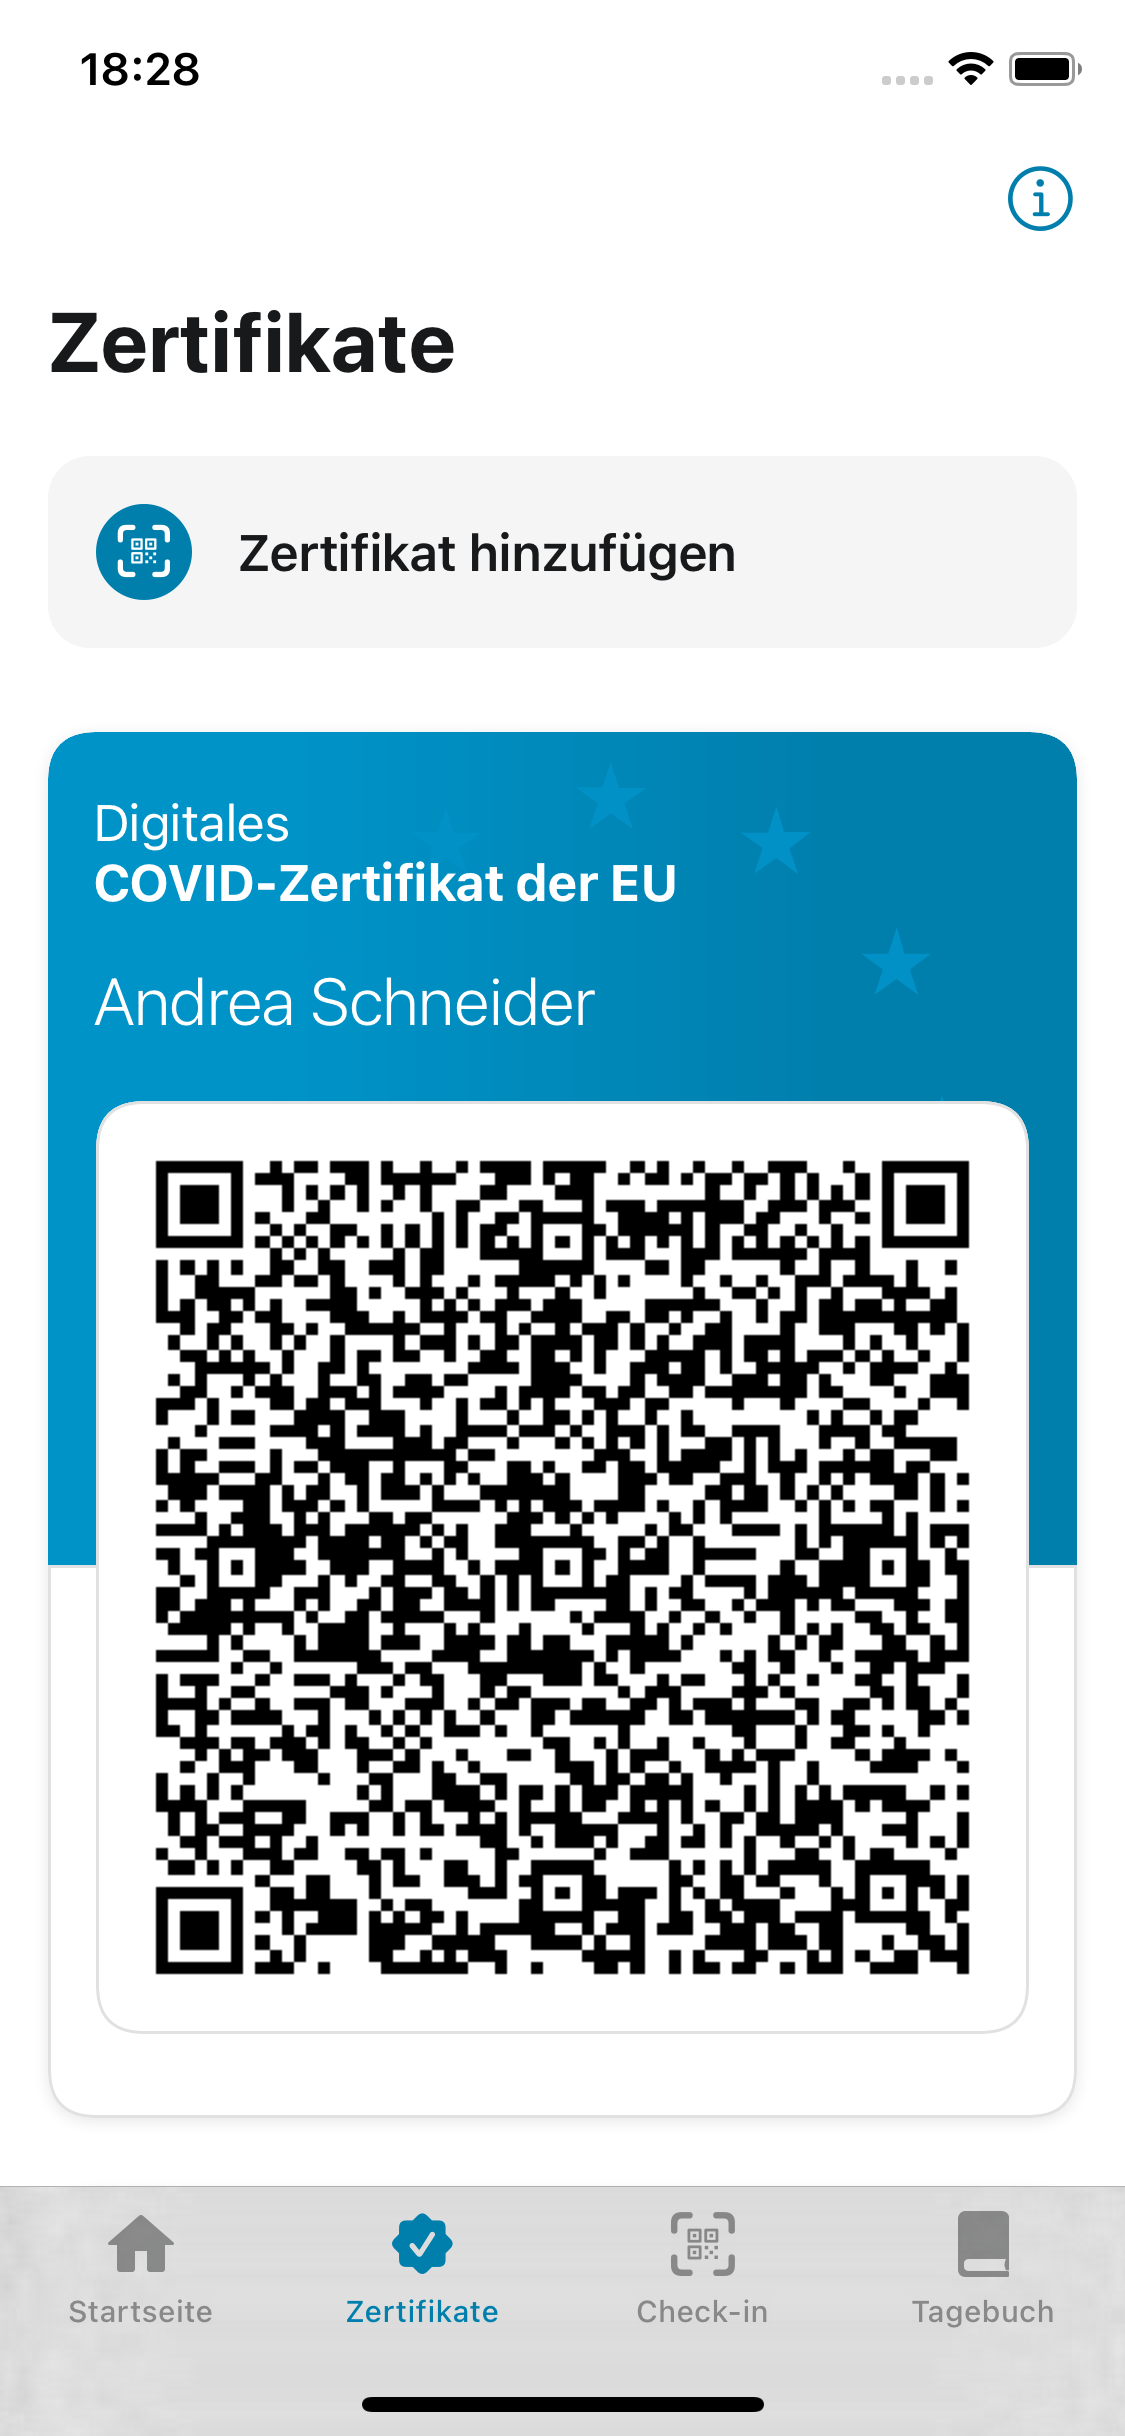 18:28
Zertifikate
Zertifikat hinzufügen
Digitales
COVID-Zertifikat der EU
Andrea Schneider
Startseite
Zertifikate
Check-in
Tagebuch